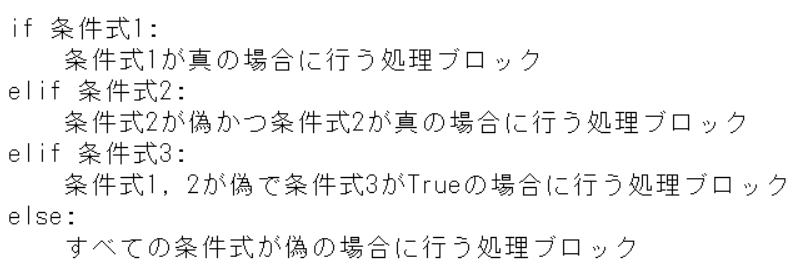 if 条件式1:
    条件式1が真の場合に行う処理ブロック
elif 条件式2:
    条件式2が偽かつ条件式2が真の場合に行う処理ブロック
elif 条件式3:
    条件式1, 2が偽で条件式3がTrueの場合に行う処理ブロック
else:
    すべての条件式が偽の場合に行う処理ブロック